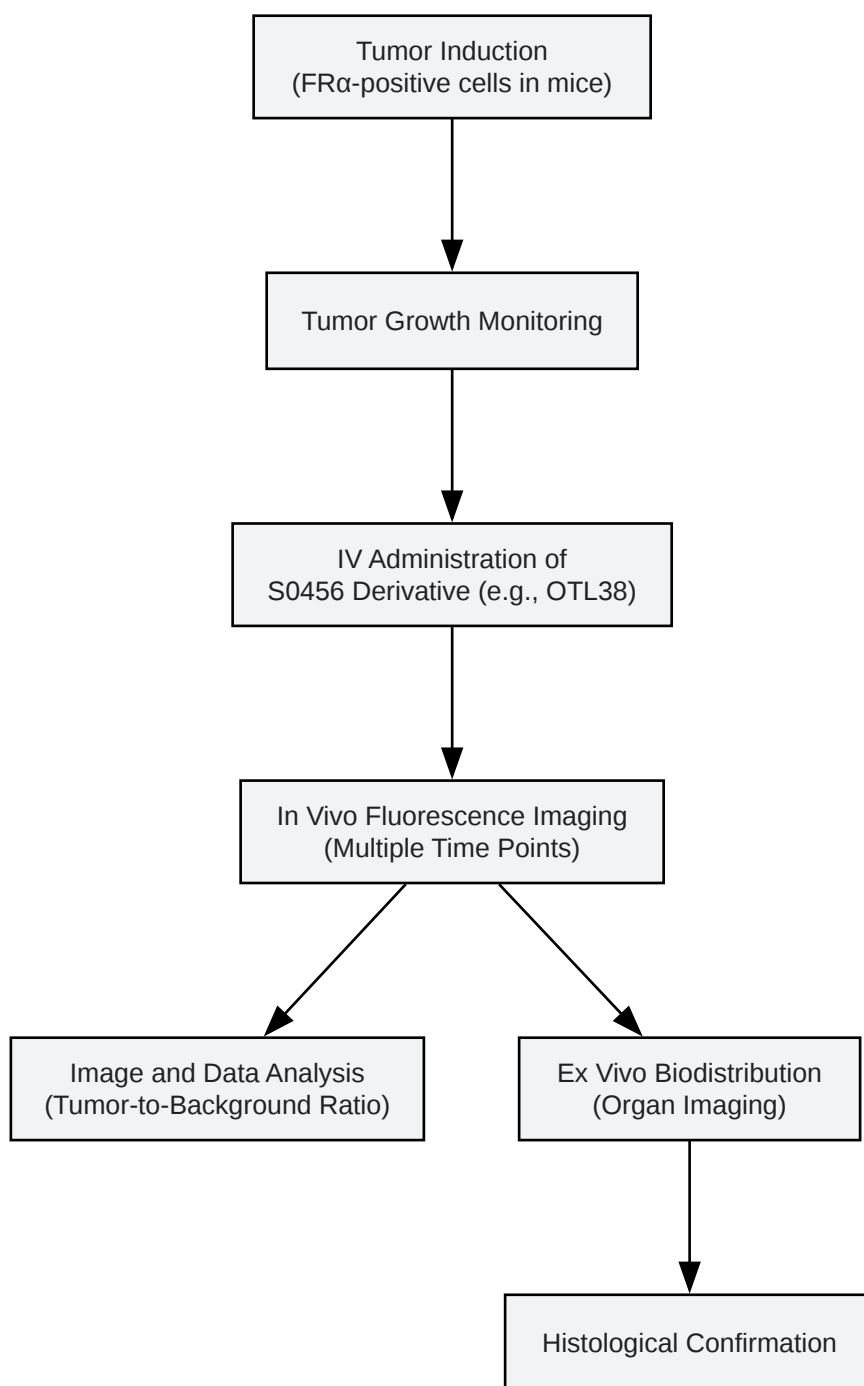 Tumor Induction
(FRα-positive cells in mice)
Tumor Growth Monitoring
IV Administration of
S0456 Derivative (e.g., OTL38)
In Vivo Fluorescence Imaging
(Multiple Time Points)
Image and Data Analysis
(Tumor-to-Background Ratio)
Ex Vivo Biodistribution
(Organ Imaging)
Histological Confirmation